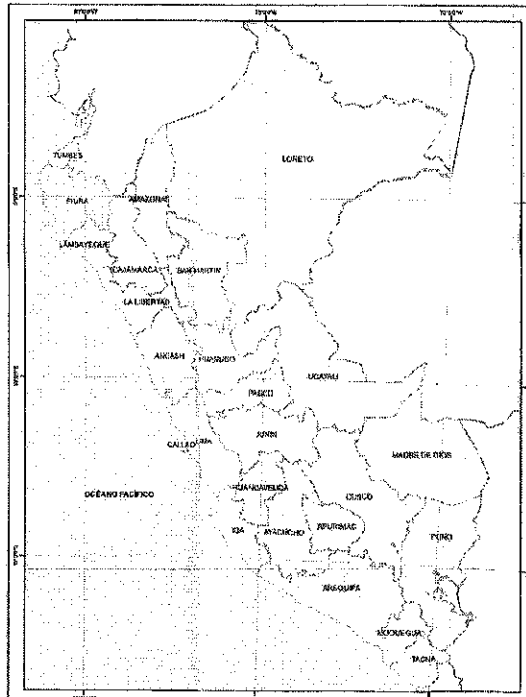 TUMBES
LORETO
PIURA
AMAZONAS
LAMBAYEQUE
CAJAMARCA
SAN MARTIN
LA LIBERTAD
ANCASH
HUANUCO
UCAYALI
PASCO
JUNIN
CALLAO
LIMA
MADRE DE DIOS
HUANCAVELICA
CUSCO
OCÉANO PACÍFICO
ICA
AYACUCHO
APURIMAC
PUNO
AREQUIPA
MOQUEGUA
TACNA